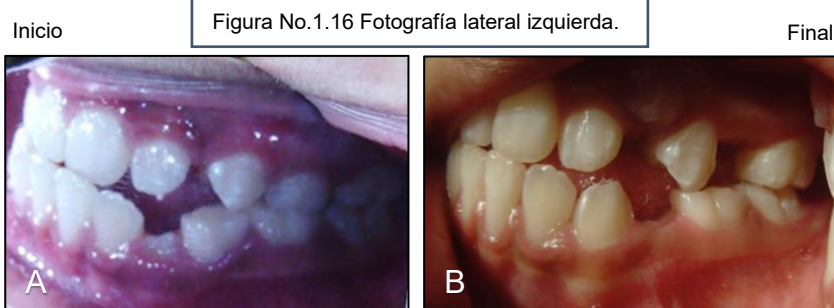 Figura No.1.16 Fotografía lateral izquierda.
Inicio
Final
A
B